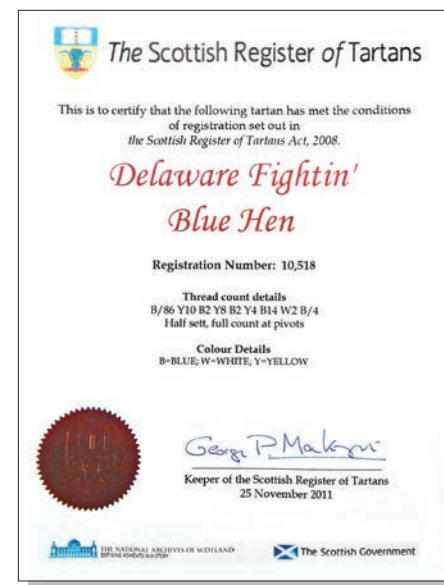 The Scottish Register of Tartans
This is to certify that the following tartan has met the conditions
of registration set out in
the Scottish Register of Tartans Act, 2008.
Delaware Fightin'
Blue Hen
Registration Number: 10,518
Thread count details
B/86 Y10 B2 Y8 B2 Y4 B14 W2 B/4
Half sett, full count at pivots
Colour Details
B=BLUE; W=WHITE; Y=YELLOW
Keeper of the Scottish Register of Tartans
25 November 2011
THE NATIONAL ARCHIVES OF SCOTLAND
The Scottish Government